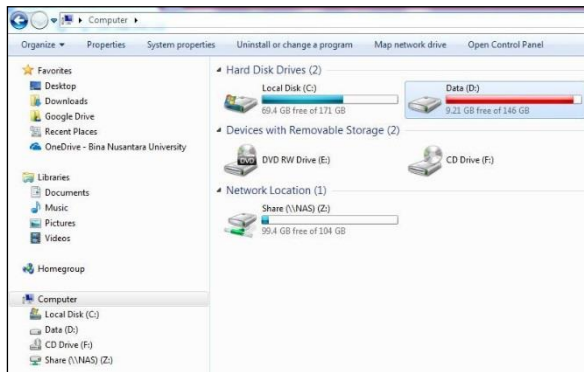 Computer
Organize
Properties
System properties
Uninstall or change a program
Map network drive
Open Control Panel
Favorites
Desktop
Downloads
Google Drive
Recent Places
OneDrive - Bina Nusantara University
Libraries
Documents
Music
Pictures
Videos
Homegroup
Computer
Local Disk (C:)
Data (D:)
CD Drive (F:)
Share (\\NAS) (Z:)
Hard Disk Drives (2)
Local Disk (C:)
69.4 GB free of 171 GB
Data (D:)
9.21 GB free of 146 GB
Devices with Removable Storage (2)
DVD
DVD RW Drive (E:)
CD Drive (F:)
Network Location (1)
Share (\\NAS) (Z:)
99.4 GB free of 104 GB